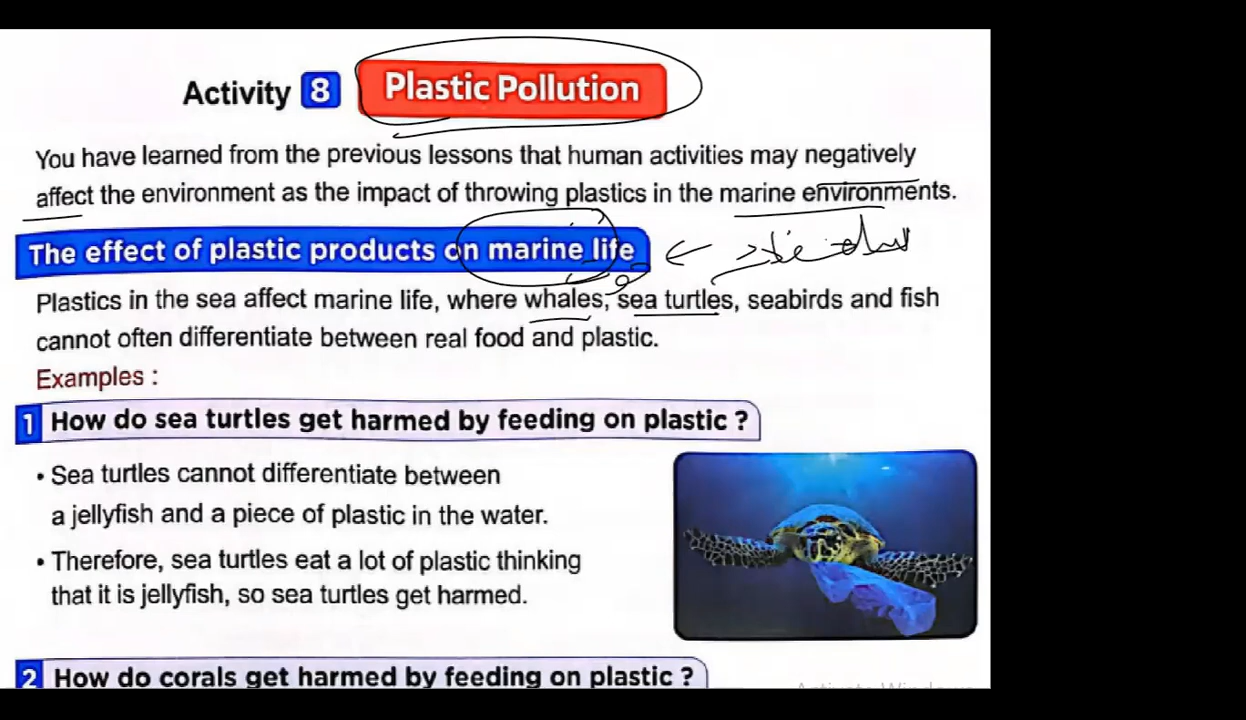 Activity 8 Plastic Pollution
You have learned from the previous lessons that human activities may negatively
affect the environment as the impact of throwing plastics in the marine environments.
The effect of plastic products on marine life
Plastics in the sea affect marine life, where whales, sea turtles, seabirds and fish
cannot often differentiate between real food and plastic.
Examples :
1 How do sea turtles get harmed by feeding on plastic ?
• Sea turtles cannot differentiate between
a jellyfish and a piece of plastic in the water.
• Therefore, sea turtles eat a lot of plastic thinking
that it is jellyfish, so sea turtles get harmed.
2 How do corals get harmed by feeding on plastic ?